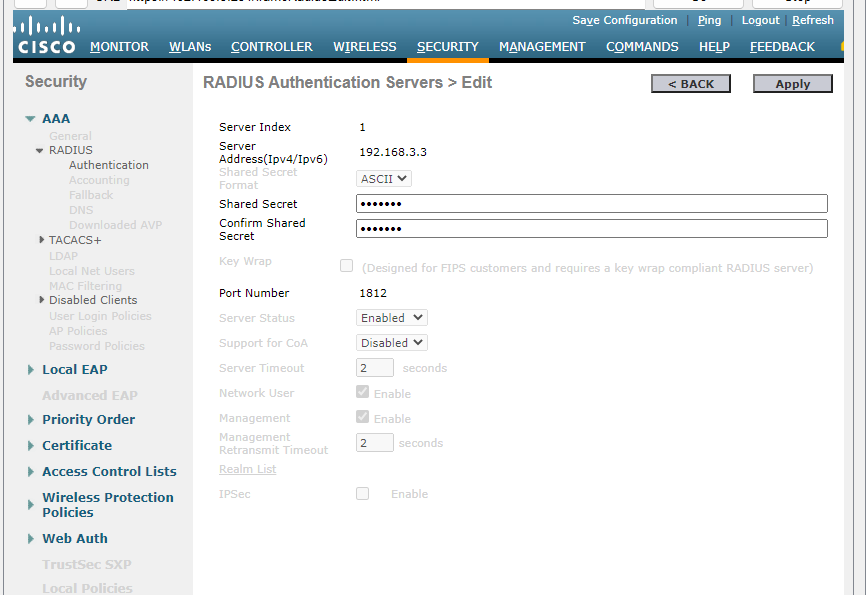 Save Configuration | Ping | Logout | Refresh
CISCO
MONITOR WLANs CONTROLLER WIRELESS SECURITY MANAGEMENT COMMANDS HELP FEEDBACK
Security
AAA
General
RADIUS
Authentication
Accounting
Fallback
DNS
Downloaded AVP
TACACS+
LDAP
Local Net Users
MAC Filtering
Disabled Clients
User Login Policies
AP Policies
Password Policies
Local EAP
Advanced EAP
Priority Order
Certificate
Access Control Lists
Wireless Protection
Policies
Web Auth
TrustSec SXP
Local Policies
RADIUS Authentication Servers > Edit
< BACK
Apply
Server Index 1
Server
Address(Ipv4/Ipv6) 192.168.3.3
Shared Secret
Format ASCII
Shared Secret •••••••
Confirm Shared
Secret •••••••
Key Wrap (Designed for FIPS customers and requires a key wrap compliant RADIUS server)
Port Number 1812
Server Status Enabled
Support for CoA Disabled
Server Timeout 2 seconds
Network User Enable
Management Enable
Management
Retransmit Timeout 2 seconds
Realm List
IPSec Enable